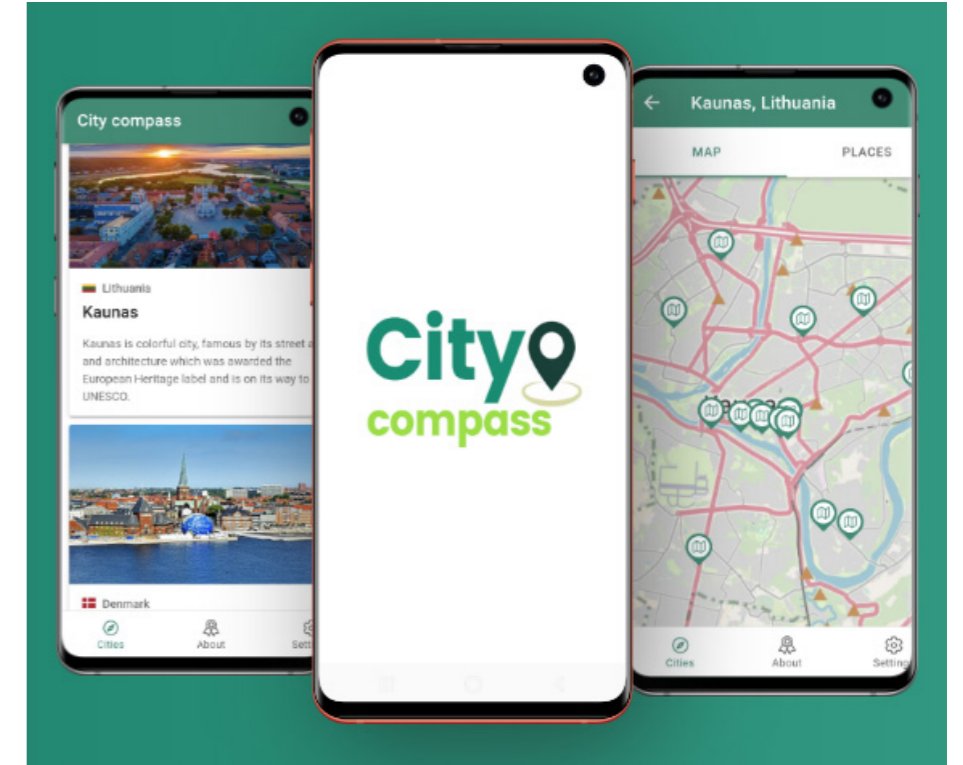 City compass
Lithuania
Kaunas
Kaunas is colorful city, famous by its street
and architecture which was awarded the
European Heritage label and is on its way to
UNESCO.
Denmark
Cities
About
City
compass
Kaunas, Lithuania
MAP
PLACES
Cities
About